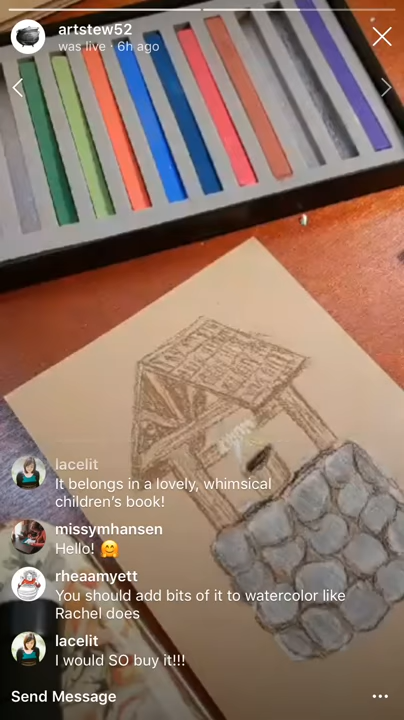 artstew52
was live · 6h ago
lacelit
It belongs in a lovely, whimsical
children's book!
missymhansen
Hello! 🤗
rheaamyett
You should add bits of it to watercolor like
Rachel does
lacelit
I would SO buy it!!!
Send Message